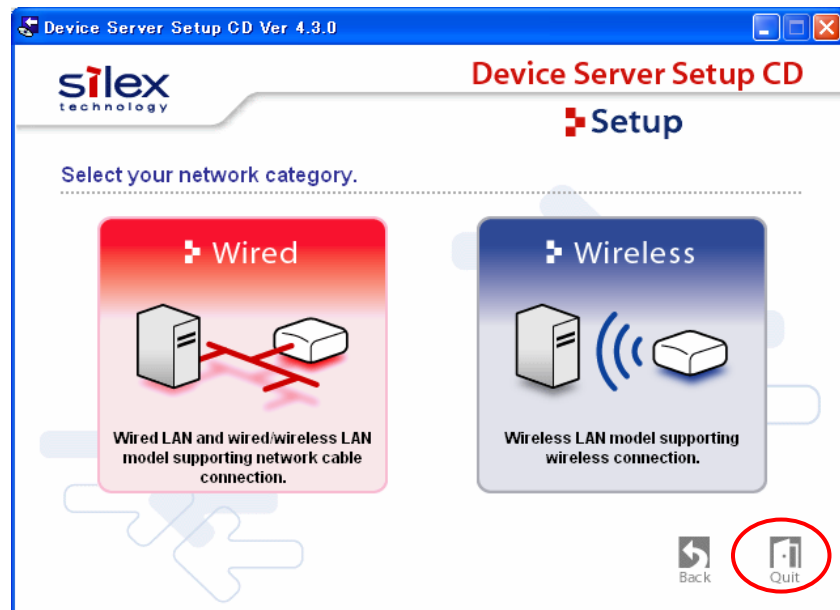 Device Server Setup CD Ver 4.3.0
silex
technology
Device Server Setup CD
Setup
Select your network category.
Wired
Wired LAN and wired/wireless LAN
model supporting network cable
connection.
Wireless
Wireless LAN model supporting
wireless connection.
Back
Quit